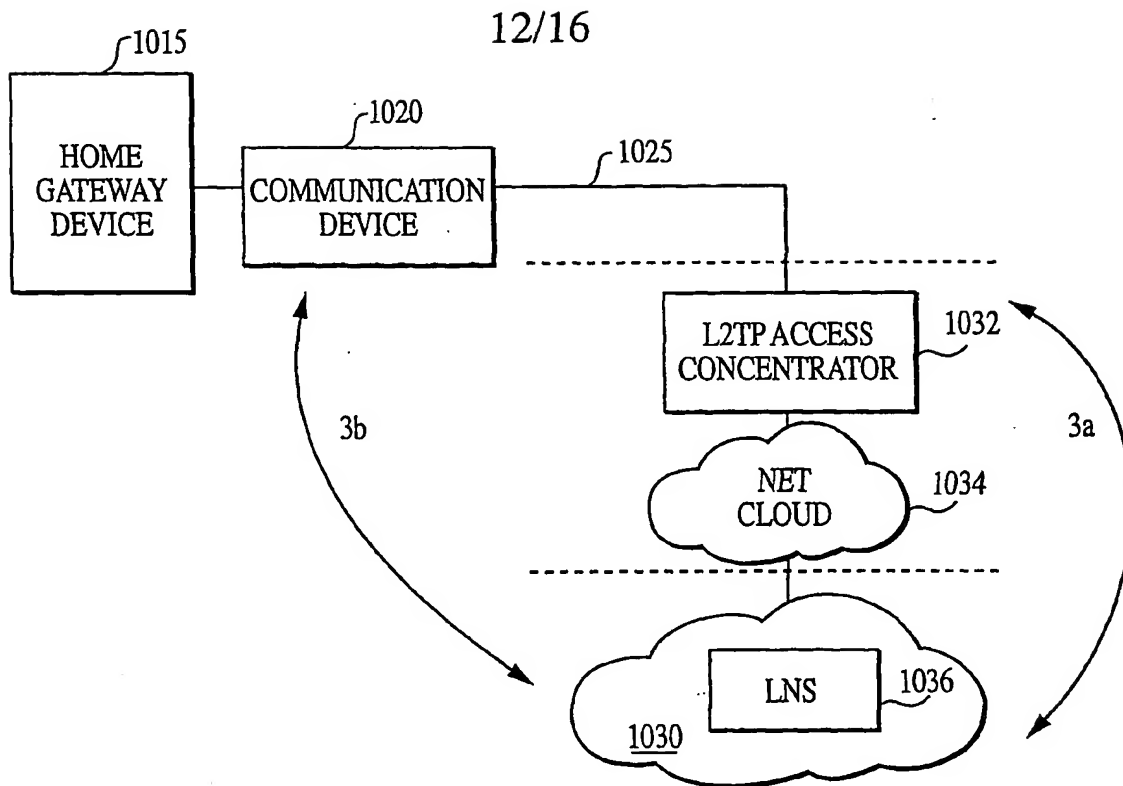 12/16
1015
HOME
GATEWAY
DEVICE
1020
COMMUNICATION
DEVICE
1025
L2TP ACCESS
CONCENTRATOR
1032
3b
3a
NET
CLOUD
1034
LNS
1036
1030